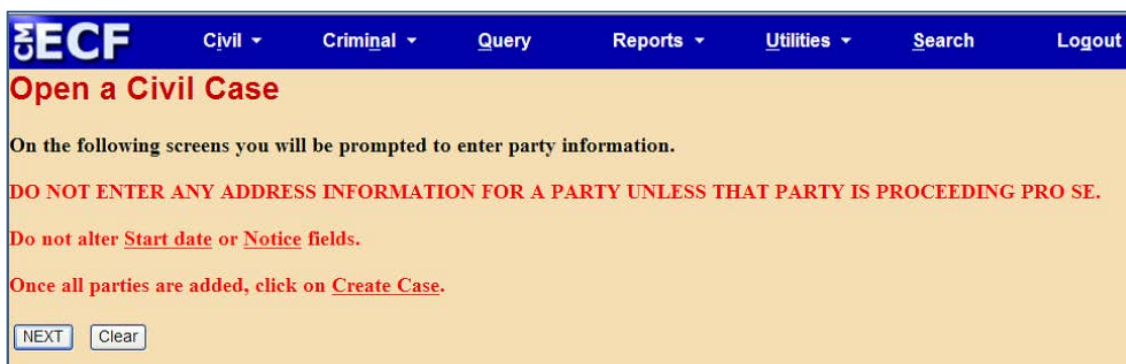 CM ECF Civil Criminal Query Reports Utilities Search Logout
Open a Civil Case
On the following screens you will be prompted to enter party information.
DO NOT ENTER ANY ADDRESS INFORMATION FOR A PARTY UNLESS THAT PARTY IS PROCEEDING PRO SE.
Do not alter Start date or Notice fields.
Once all parties are added, click on Create Case.
NEXT Clear